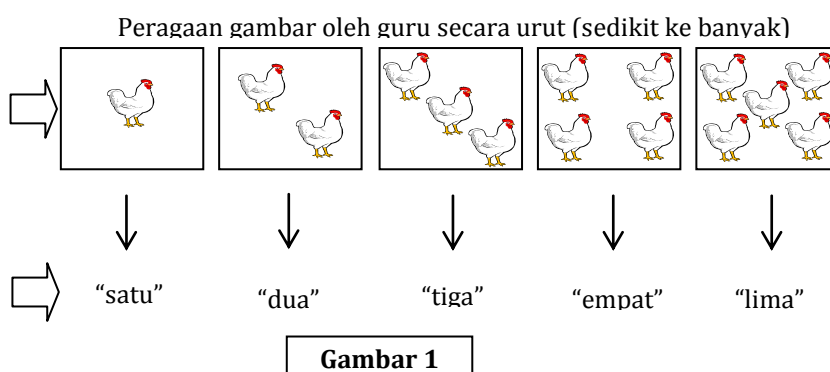 Peragaan gambar oleh guru secara urut (sedikit ke banyak)
“satu” “dua” “tiga” “empat” “lima”
Gambar 1